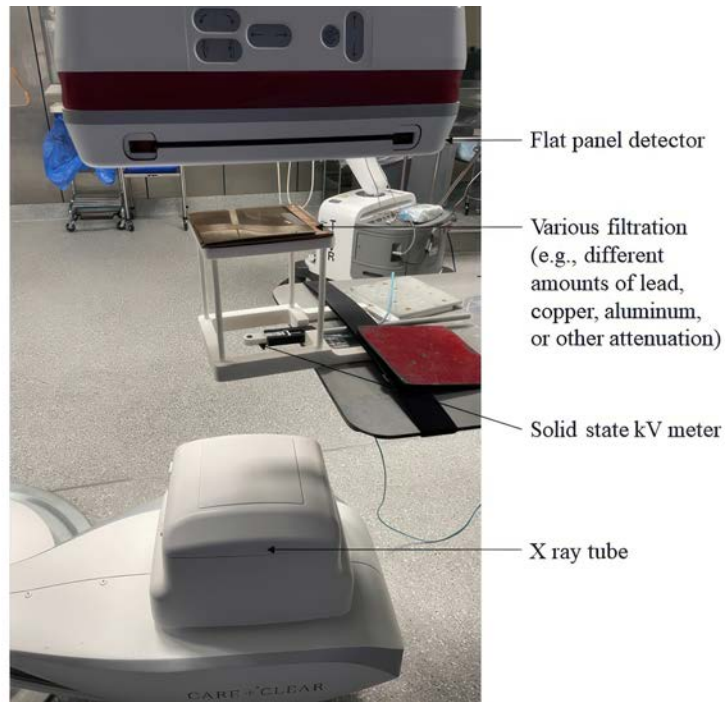 Flat panel detector
Various filtration
(e.g., different
amounts of lead,
copper, aluminum,
or other attenuation)
Solid state kV meter
X ray tube
CARE + CLEAR